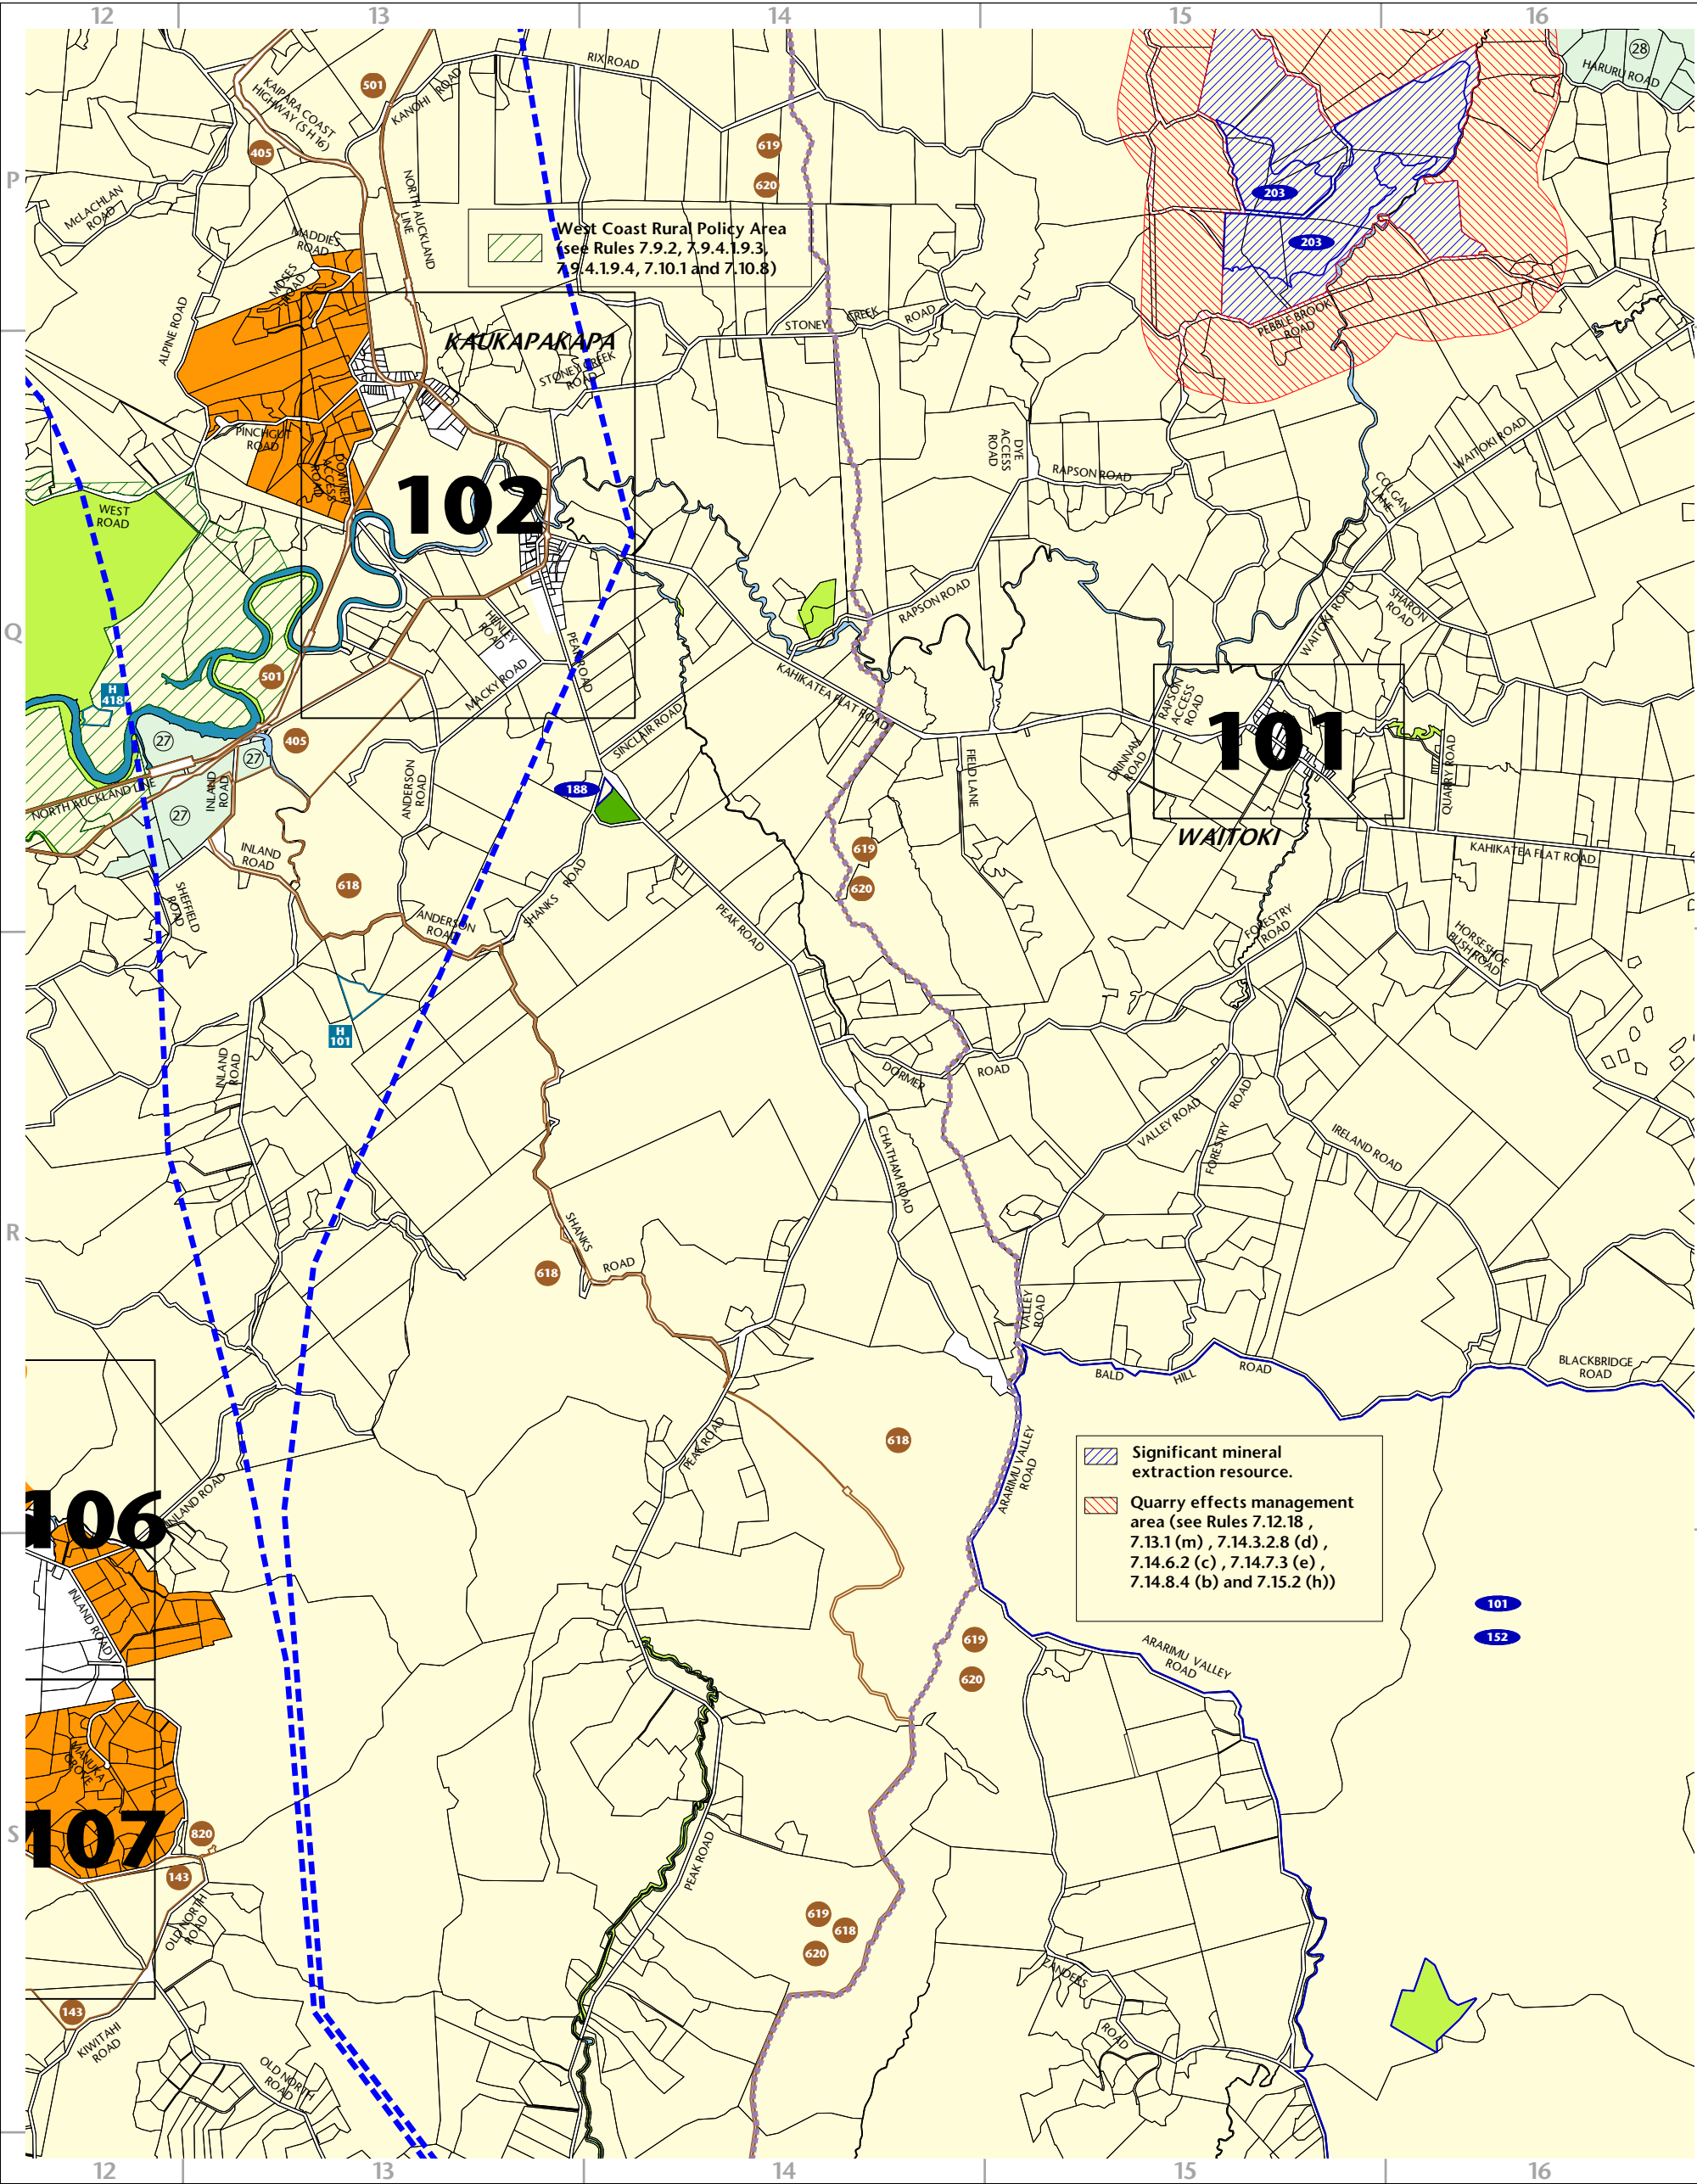 12
13
14
15
16
P
Q
R
S
28
HARURU ROAD
RIX ROAD
501
KANOHI ROAD
KAIPARA COAST
HIGHWAY (S H 16)
405
619
620
203
203
McLACHLAN
ROAD
NORTH AUCKLAND
LINE
MADDIES
ROAD
MOSES
ROAD
West Coast Rural Policy Area
(see Rules 7.9.2, 7.9.4.1.9.3,
7.9.4.1.9.4, 7.10.1 and 7.10.8)
ALPINE ROAD
STONEY CREEK ROAD
PEBBLE BROOK
ROAD
KAUKAPAKAPA
STONEY CREEK
ROAD
PINCHGUT
ROAD
DOWNER
ACCESS
ROAD
DYE
ACCESS
ROAD
RAPSON ROAD
WAITOKI ROAD
COLGAN
LANE
WEST
ROAD
102
RAPSON ROAD
WAITOKI ROAD
SHARON
ROAD
HENLEY
ROAD
PEAK ROAD
MACKY ROAD
KAHIKATEA FLAT ROAD
RAPSON
ACCESS
ROAD
501
H
418
27
27
27
405
SINCLAIR ROAD
101
DRINNAN
ROAD
QUARRY ROAD
FIELD LANE
NORTH AUCKLAND LINE
INLAND
ROAD
ANDERSON
ROAD
188
WAITOKI
KAHIKATEA FLAT ROAD
619
620
INLAND
ROAD
618
SHEFFIELD
ROAD
ANDERSON
ROAD
SHANKS ROAD
PEAK ROAD
FORESTRY
ROAD
HORSESHOE
BUSH ROAD
H
101
INLAND
ROAD
DORMER ROAD
VALLEY ROAD
FORESTRY ROAD
IRELAND ROAD
CHATHAM ROAD
SHANKS ROAD
618
VALLEY
ROAD
BALD HILL ROAD
BLACKBRIDGE
ROAD
PEAK ROAD
618
ARARIMU VALLEY
ROAD
Significant mineral
extraction resource.
Quarry effects management
area (see Rules 7.12.18 ,
7.13.1 (m) , 7.14.3.2.8 (d) ,
7.14.6.2 (c) , 7.14.7.3 (e) ,
7.14.8.4 (b) and 7.15.2 (h))
INLAND ROAD
106
INLAND ROAD
101
152
619
620
ARARIMU VALLEY
ROAD
MANUKA
GROVE
107
820
143
OLD NORTH
ROAD
PEAK ROAD
619
618
620
ZANDERS ROAD
143
KIWITAHI
ROAD
OLD NORTH
ROAD
12
13
14
15
16